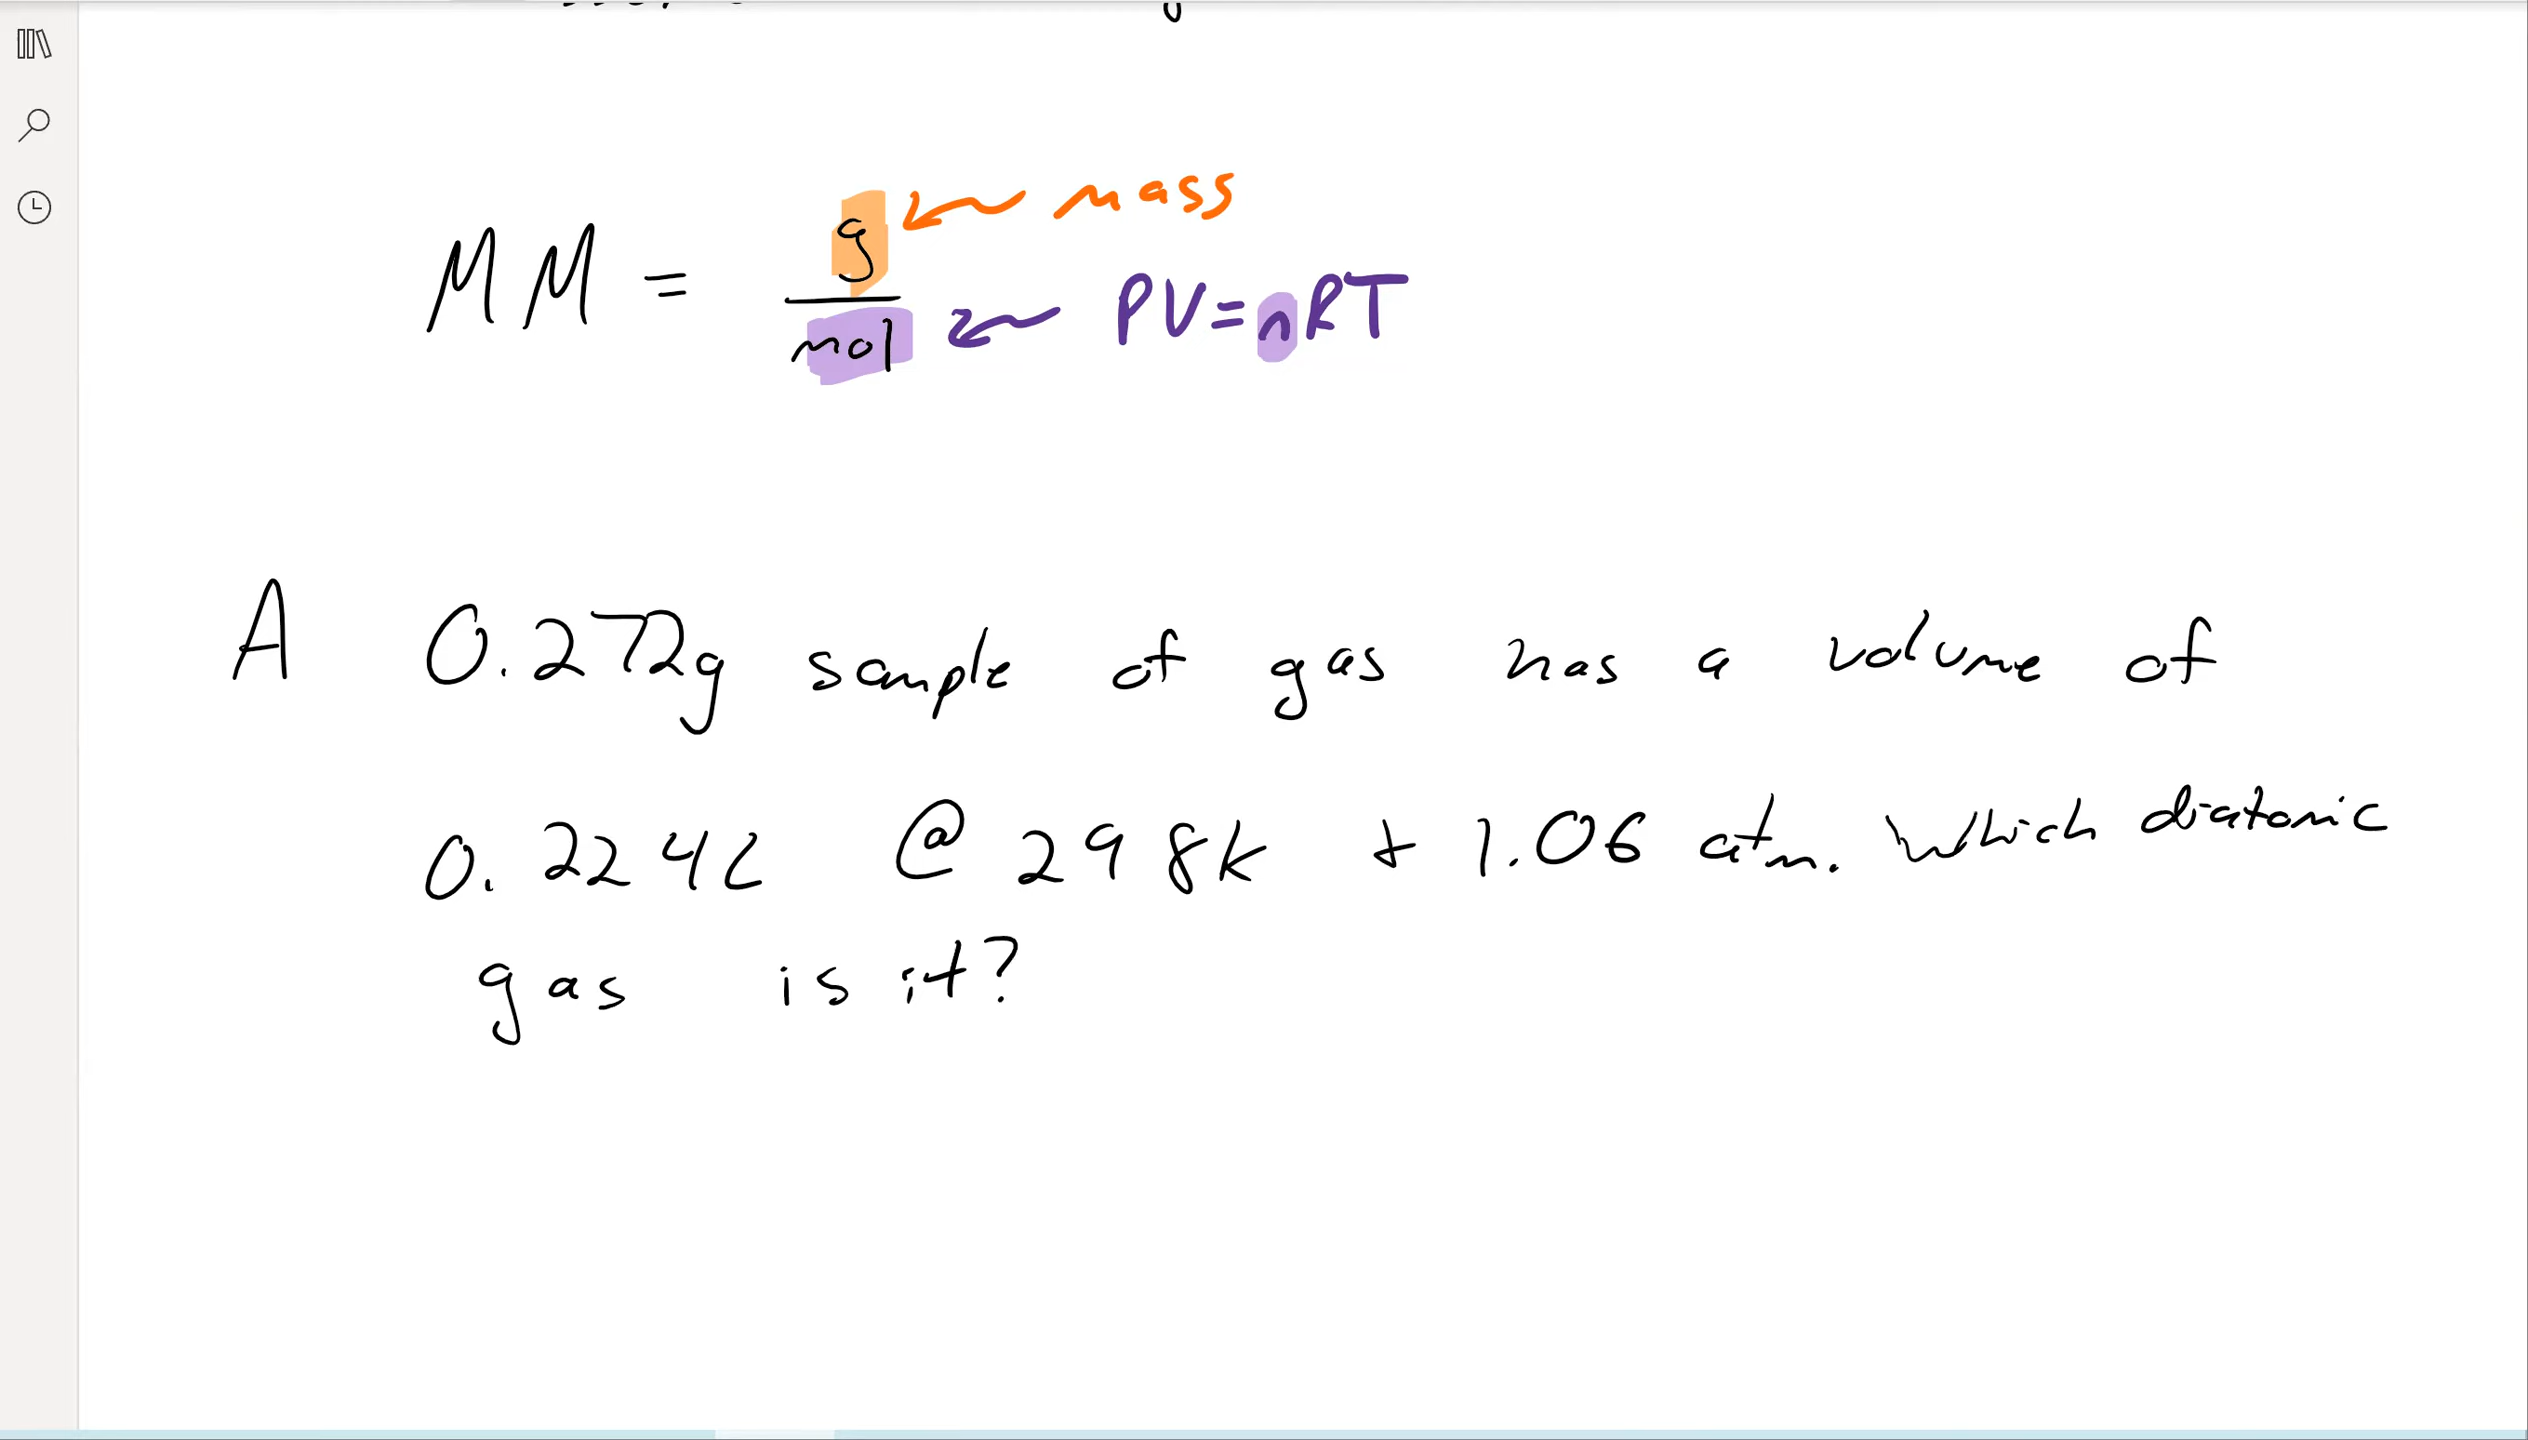 mass
MM = g/mol PV=nRT
A 0.272g sample of gas has a volume of
0.224L @ 298K + 1.06 atm. Which diatomic
gas is it?